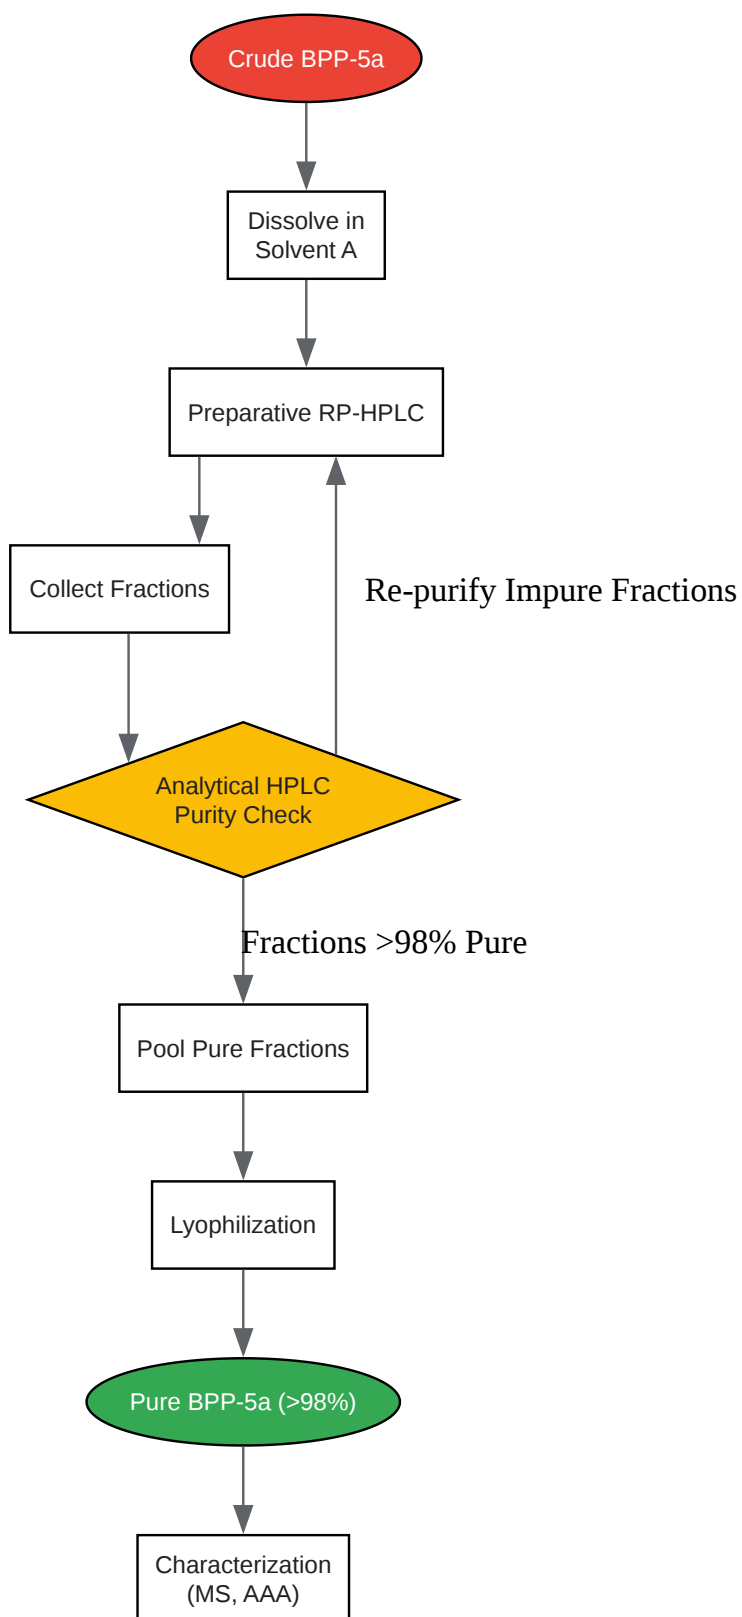 Crude BPP-5a
Dissolve in
Solvent A
Preparative RP-HPLC
Collect Fractions
Re-purify Impure Fractions
Analytical HPLC
Purity Check
Fractions >98% Pure
Pool Pure Fractions
Lyophilization
Pure BPP-5a (>98%)
Characterization
(MS, AAA)